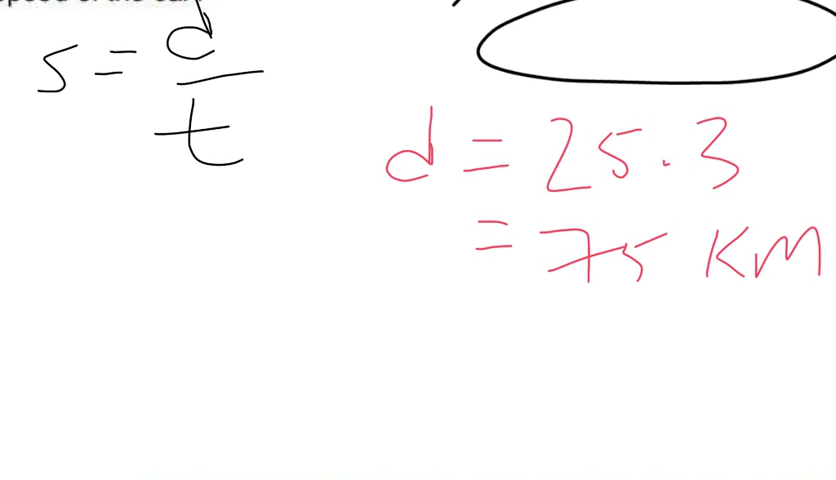 s = d
t
d = 25.3
= 75 KM